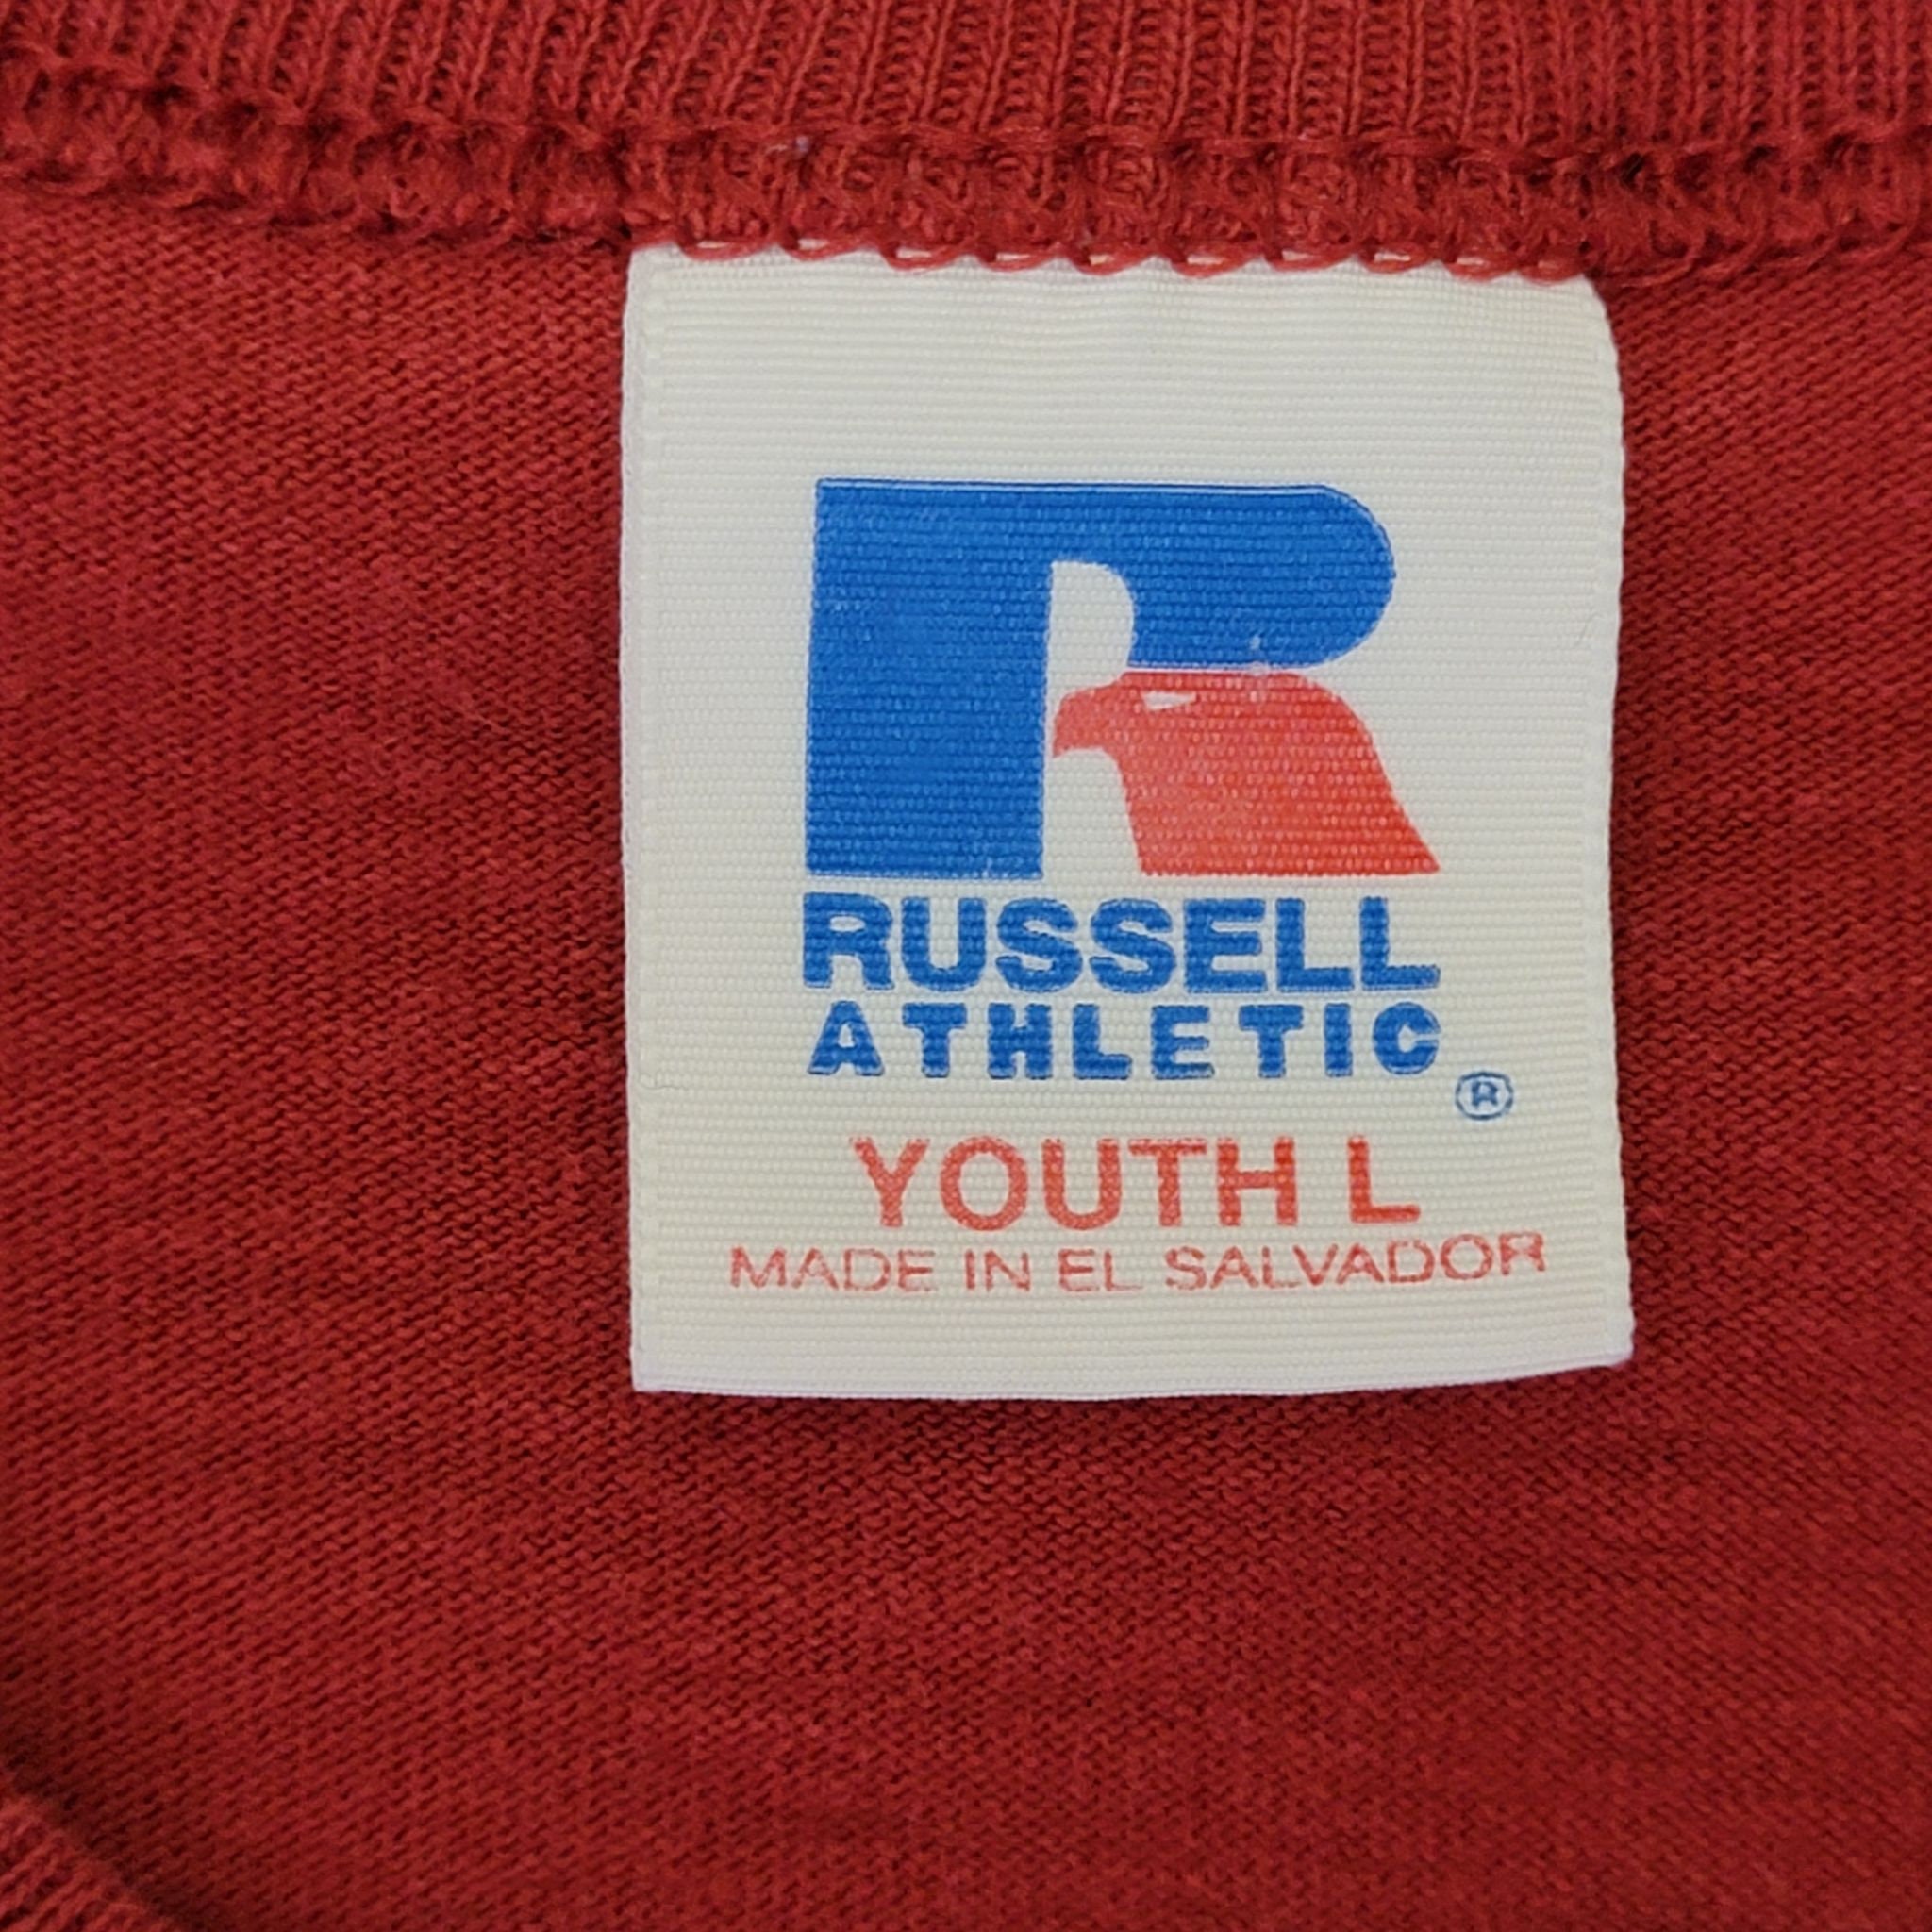 R
RUSSELL
ATHLETIC
®
YOUTH L
MADE IN EL SALVADOR